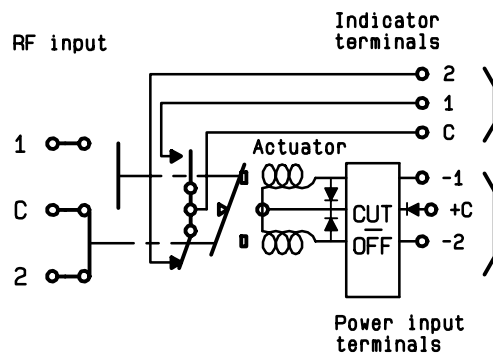 Indicator
terminals
RF input
2
1
C
Actuator
1
-1
C
CUT
OFF
+C
-2
2
Power input
terminals